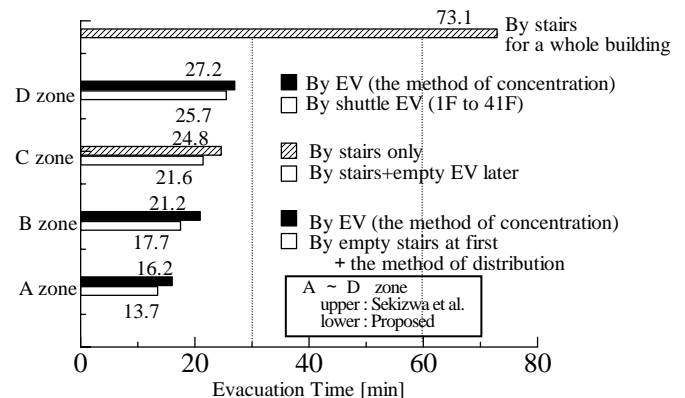 73.1
By stairs
for a whole building
27.2
D zone
25.7
By EV (the method of concentration)
By shuttle EV (1F to 41F)
24.8
C zone
21.6
By stairs only
By stairs+empty EV later
21.2
B zone
17.7
By EV (the method of concentration)
By empty stairs at first
+ the method of distribution
16.2
A zone
13.7
A ~ D zone
upper : Sekizwa et al.
lower : Proposed
0 20 40 60 80
Evacuation Time [min]